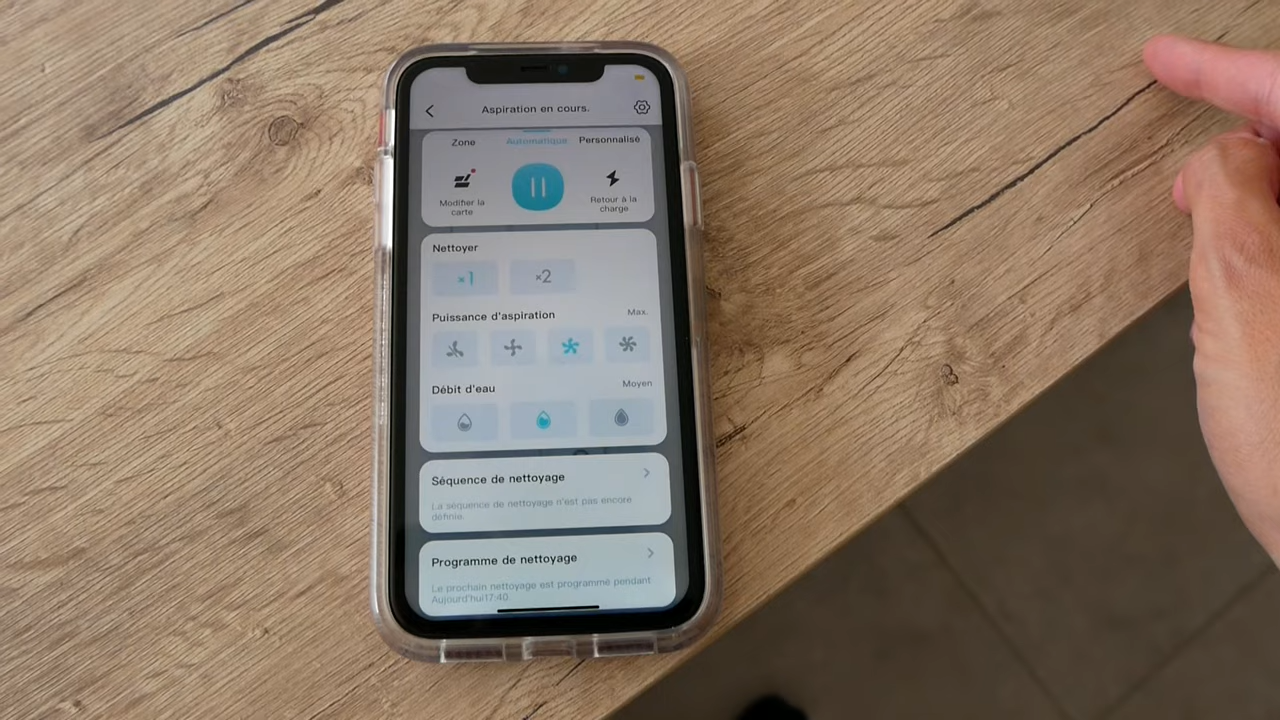 Aspiration en cours.
Zone Automatique Personnalisé
Modifier la
carte
Retour à la
charge
Nettoyer
×1 ×2
Puissance d'aspiration Max.
Débit d'eau Moyen
Séquence de nettoyage
La séquence de nettoyage n'est pas encore
définie.
Programme de nettoyage
Le prochain nettoyage est programmé pendant
Aujourd'hui17:40.